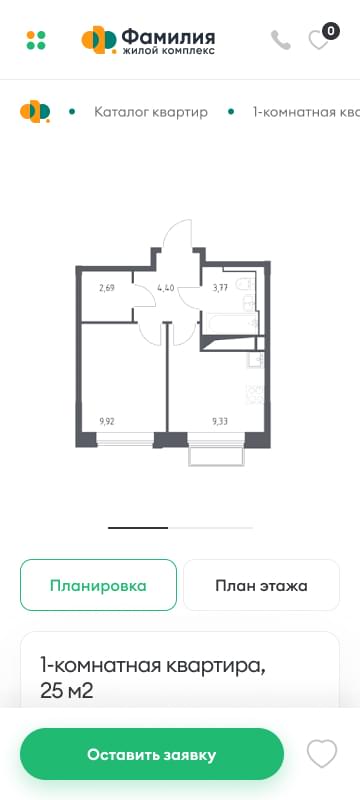 Фамилия
жилой комплекс
0
Каталог квартир
1-комнатная ква
2,69
4,40
3,77
9,92
9,33
Планировка
План этажа
1-комнатная квартира,
25 м2
Оставить заявку